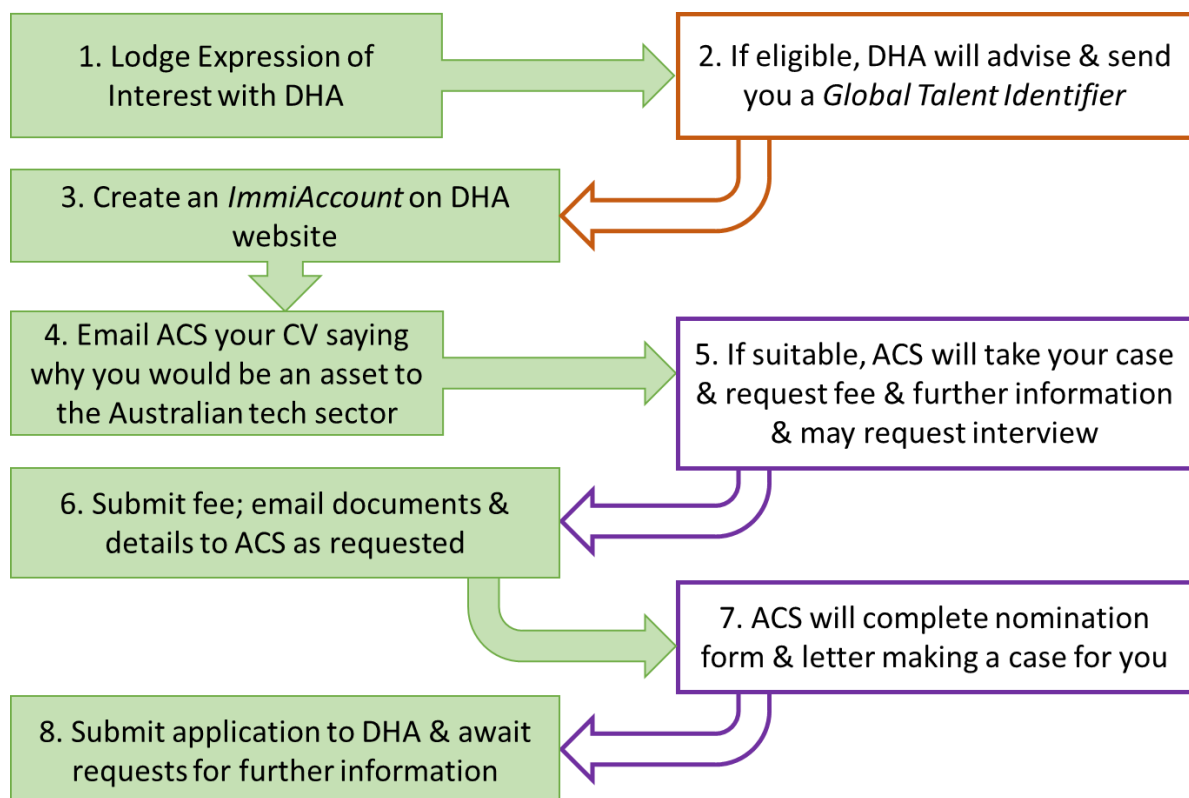 1. Lodge Expression of
Interest with DHA
2. If eligible, DHA will advise & send
you a Global Talent Identifier
3. Create an ImmiAccount on DHA
website
4. Email ACS your CV saying
why you would be an asset to
the Australian tech sector
5. If suitable, ACS will take your case
& request fee & further information
& may request interview
6. Submit fee; email documents &
details to ACS as requested
7. ACS will complete nomination
form & letter making a case for you
8. Submit application to DHA & await
requests for further information